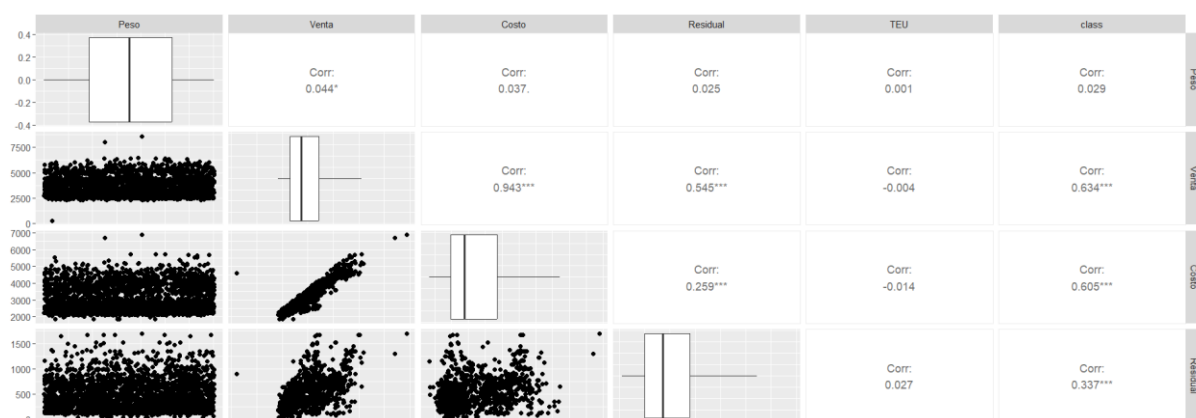 Peso Venta Costo Residual TEU class
0.4
0.2
0.0
-0.2
-0.4
Corr:
0.044*
Corr:
0.037.
Corr:
0.025
Corr:
0.001
Corr:
0.029
Peso
7500
5000
2500
0
Corr:
0.943***
Corr:
0.545***
Corr:
-0.004
Corr:
0.634***
Venta
7000
6000
5000
4000
3000
2000
Corr:
0.259***
Corr:
-0.014
Corr:
0.605***
Costo
1500
1000
500
Corr:
0.027
Corr:
0.337***
Residual